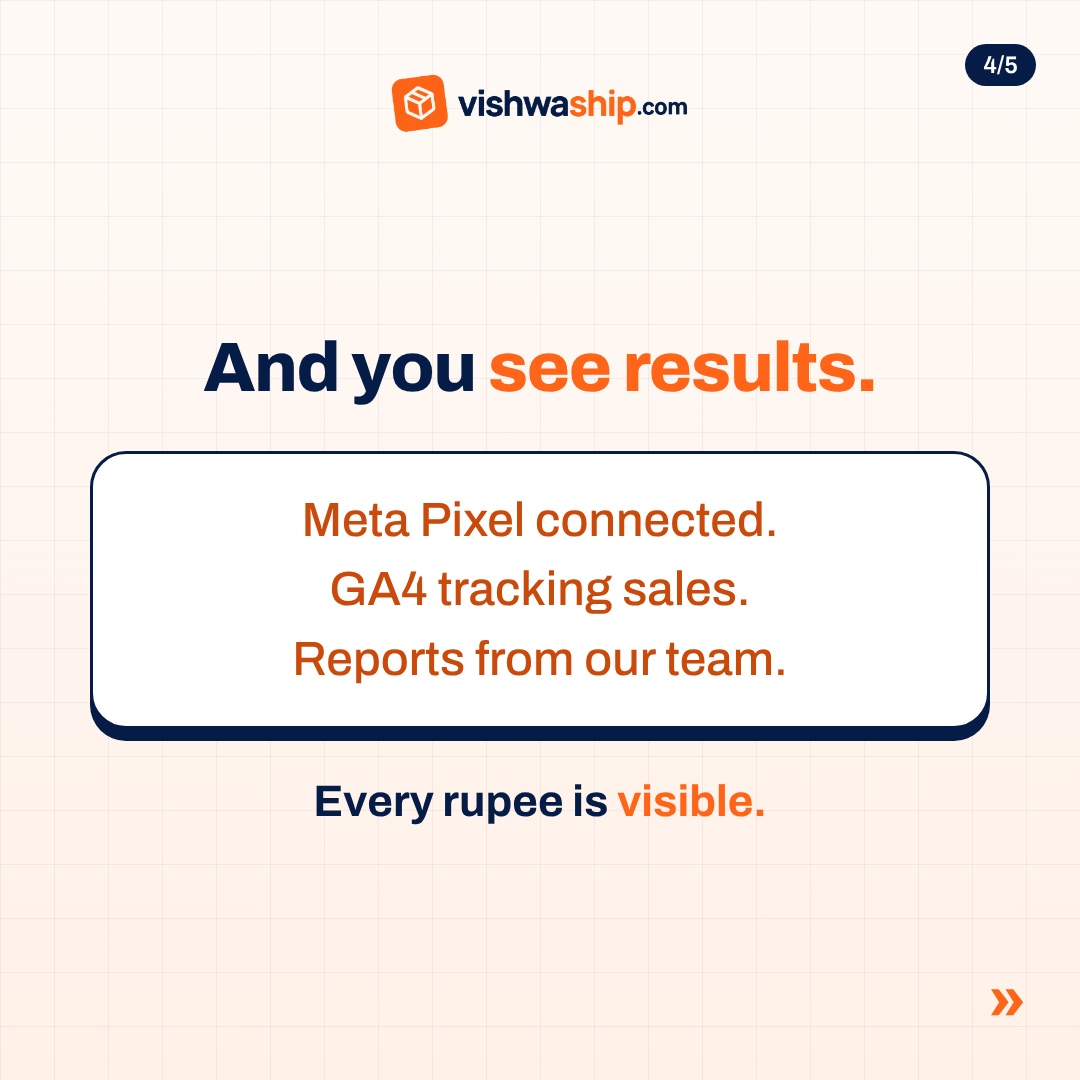 4/5
vishwaship.com
And you see results.
Meta Pixel connected.
GA4 tracking sales.
Reports from our team.
Every rupee is visible.
»